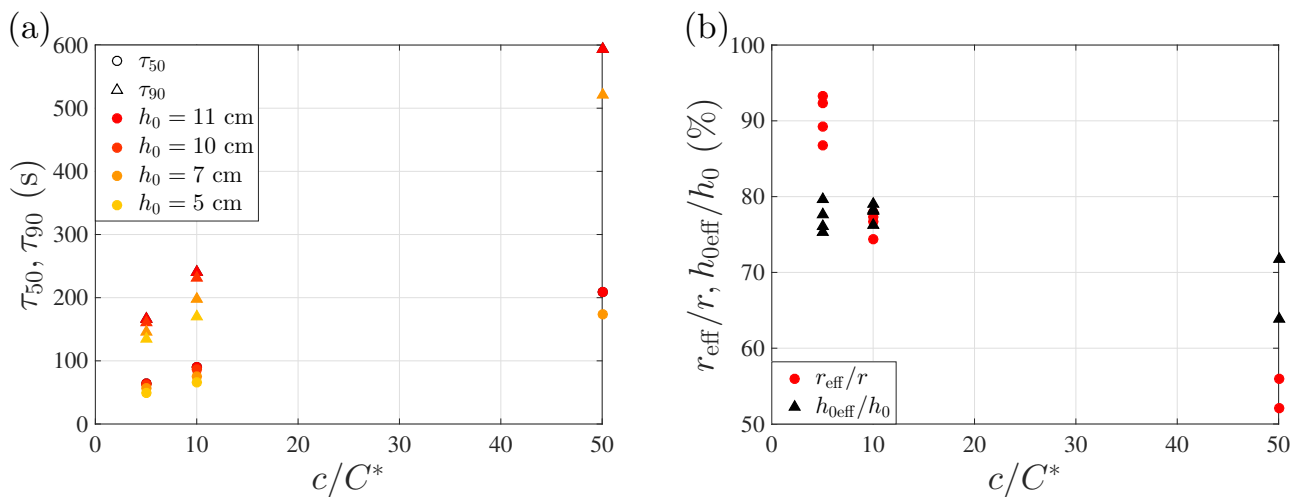 (a)
600
500
400
300
200
100
0
τ50, τ90 (s)
τ50
τ90
h0 = 11 cm
h0 = 10 cm
h0 = 7 cm
h0 = 5 cm
0 10 20 30 40 50
c/C*
(b)
100
90
80
70
60
50
reff/r, h0eff/h0 (%)
reff/r
h0eff/h0
0 10 20 30 40 50
c/C*